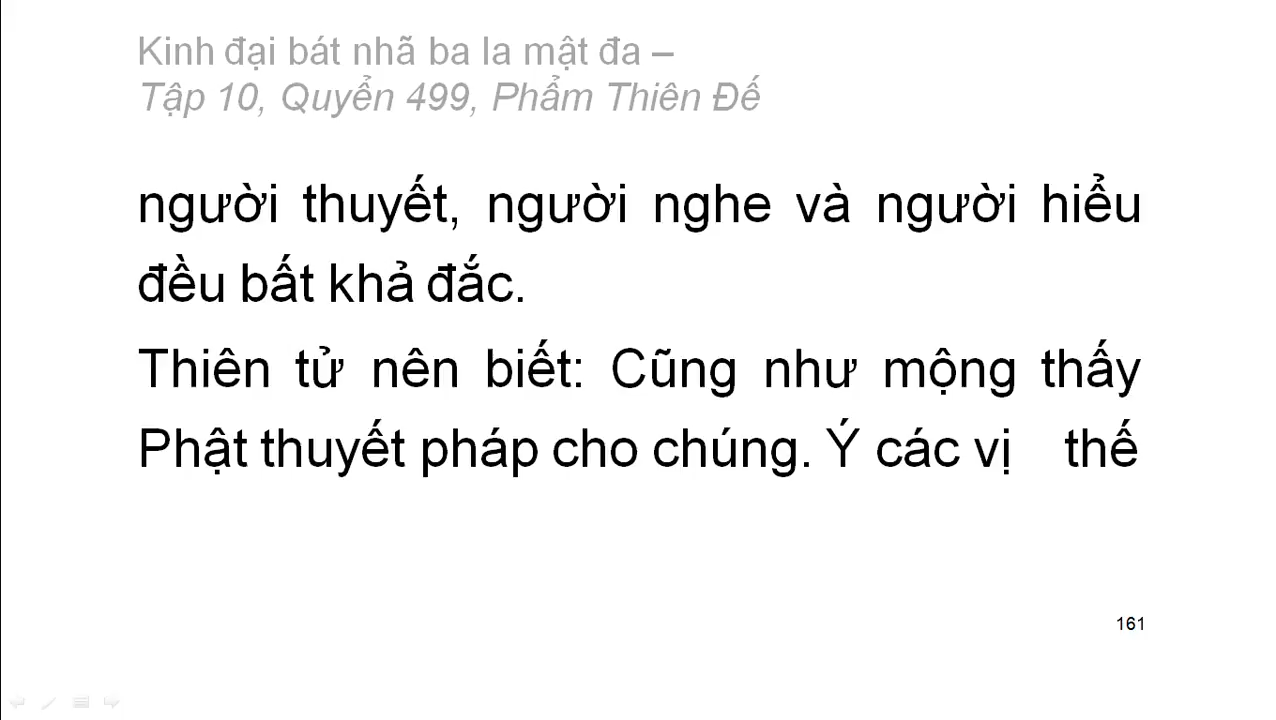 Kinh đại bát nhã ba la mật đa –
Tập 10, Quyển 499, Phẩm Thiên Đế
người thuyết, người nghe và người hiểu
đều bất khả đắc.
Thiên tử nên biết: Cũng như mộng thấy
Phật thuyết pháp cho chúng. Ý các vị thế
161